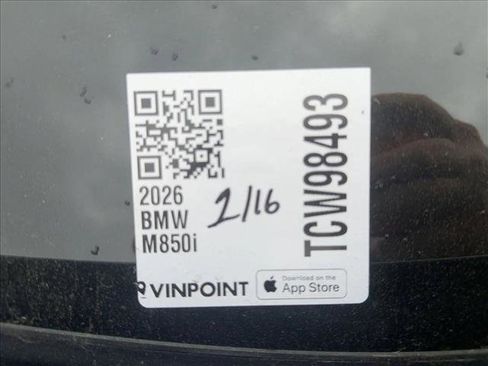 2026
BMW
M850i
2/16
TCW98493
VINPOINT
Download on the
App Store